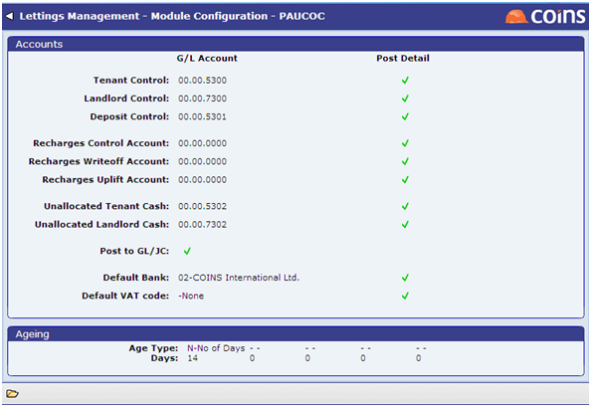 Lettings Management - Module Configuration - PAUCOC
COINS
Accounts
G/L Account Post Detail
Tenant Control: 00.00.5300
Landlord Control: 00.00.7300
Deposit Control: 00.00.5301
Recharges Control Account: 00.00.0000
Recharges Writeoff Account: 00.00.0000
Recharges Uplift Account: 00.00.0000
Unallocated Tenant Cash: 00.00.5302
Unallocated Landlord Cash: 00.00.7302
Post to GL/JC:
Default Bank: 02-COINS International Ltd.
Default VAT code: -None
Ageing
Age Type: N-No of Days - - - - - - - -
Days: 14 0 0 0 0